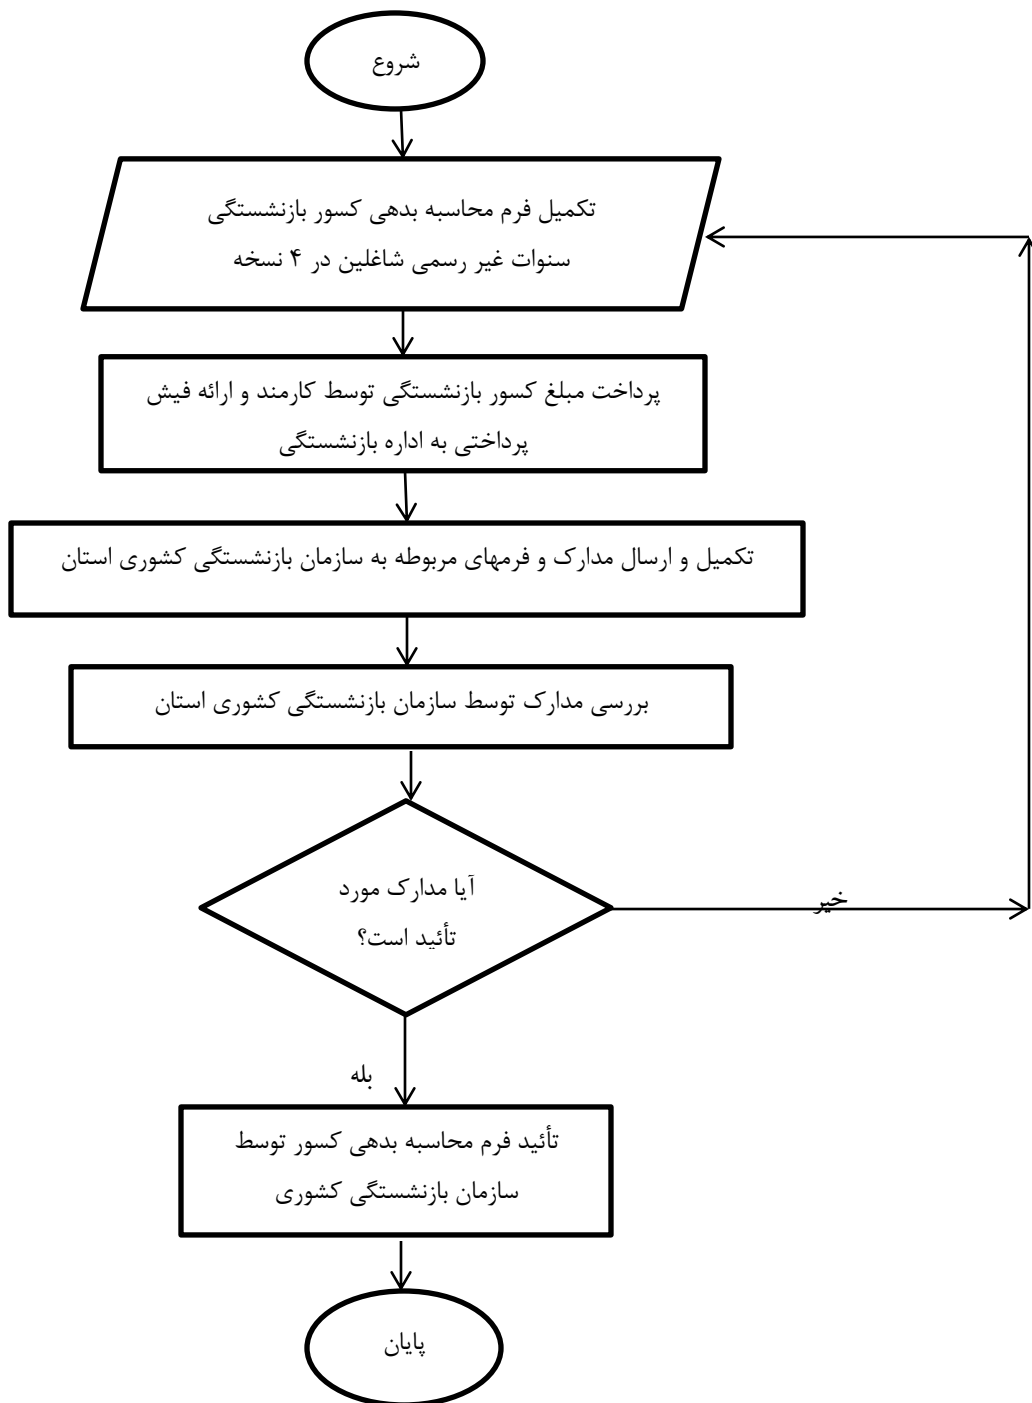 شروع
تکمیل فرم محاسبه بدهی کسور بازنشستگی
سنوات غیر رسمی شاغلین در ۴ نسخه
پرداخت مبلغ کسور بازنشستگی توسط کارمند و ارائه فیش
پرداختی به اداره بازنشستگی
تکمیل و ارسال مدارک و فرمهای مربوطه به سازمان بازنشستگی کشوری استان
بررسی مدارک توسط سازمان بازنشستگی کشوری استان
آیا مدارک مورد
تأئید است؟
خیر
بله
تأئید فرم محاسبه بدهی کسور توسط
سازمان بازنشستگی کشوری
پایان